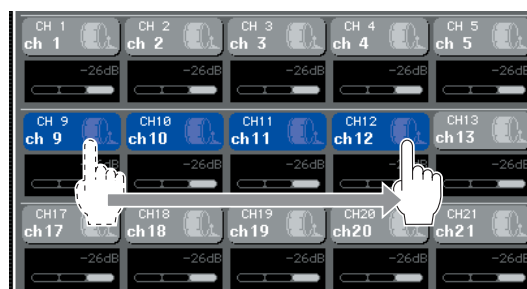 CH 1 CH 2 CH 3 CH 4 CH 5
ch 1 ch 2 ch 3 ch 4 ch 5
-26dB -26dB -26dB -26dB -26dB
CH 9 CH10 CH11 CH12 CH13
ch 9 ch10 ch11 ch12 ch13
-26dB -26dB -26dB
CH17 CH18 CH19 CH20 CH21
ch17 ch18 ch19 ch20 ch21
-26dB -26dB -26dB -26dB -26dB